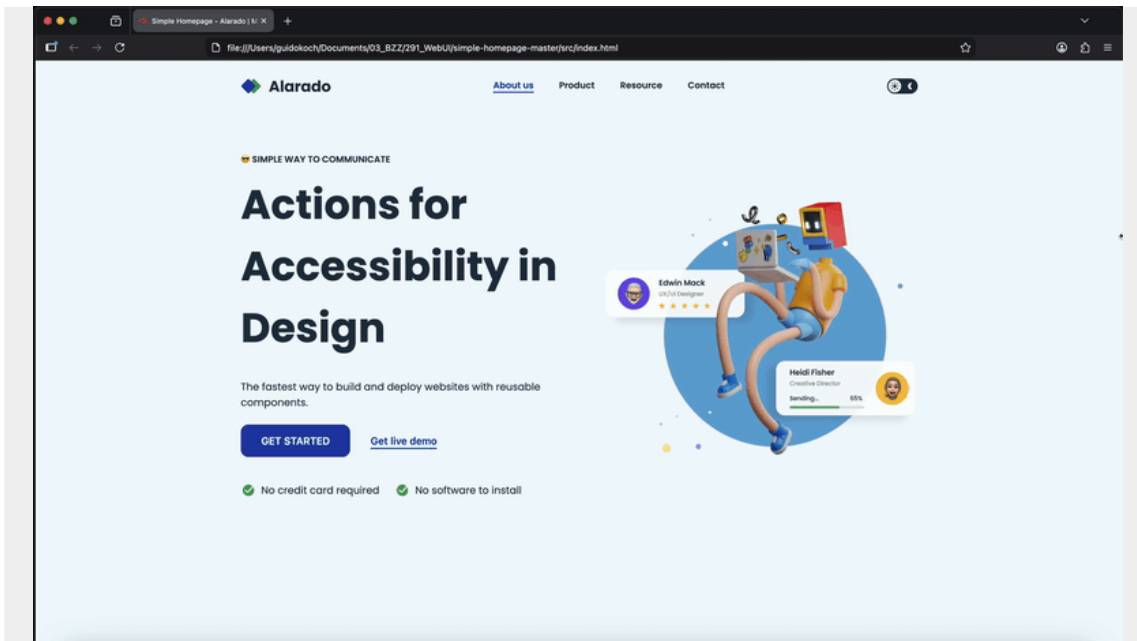 Simple Homepage - Alarado | M
file:///Users/guidokoch/Documents/03_BZZ/291_WebUI/simple-homepage-master/src/index.html
Alarado
About us
Product
Resource
Contact
SIMPLE WAY TO COMMUNICATE
Actions for
Accessibility in
Design
The fastest way to build and deploy websites with reusable
components.
GET STARTED
Get live demo
No credit card required
No software to install
Edwin Mack
UX/UI Designer
Heidi Fisher
Creative Director
Sending... 65%